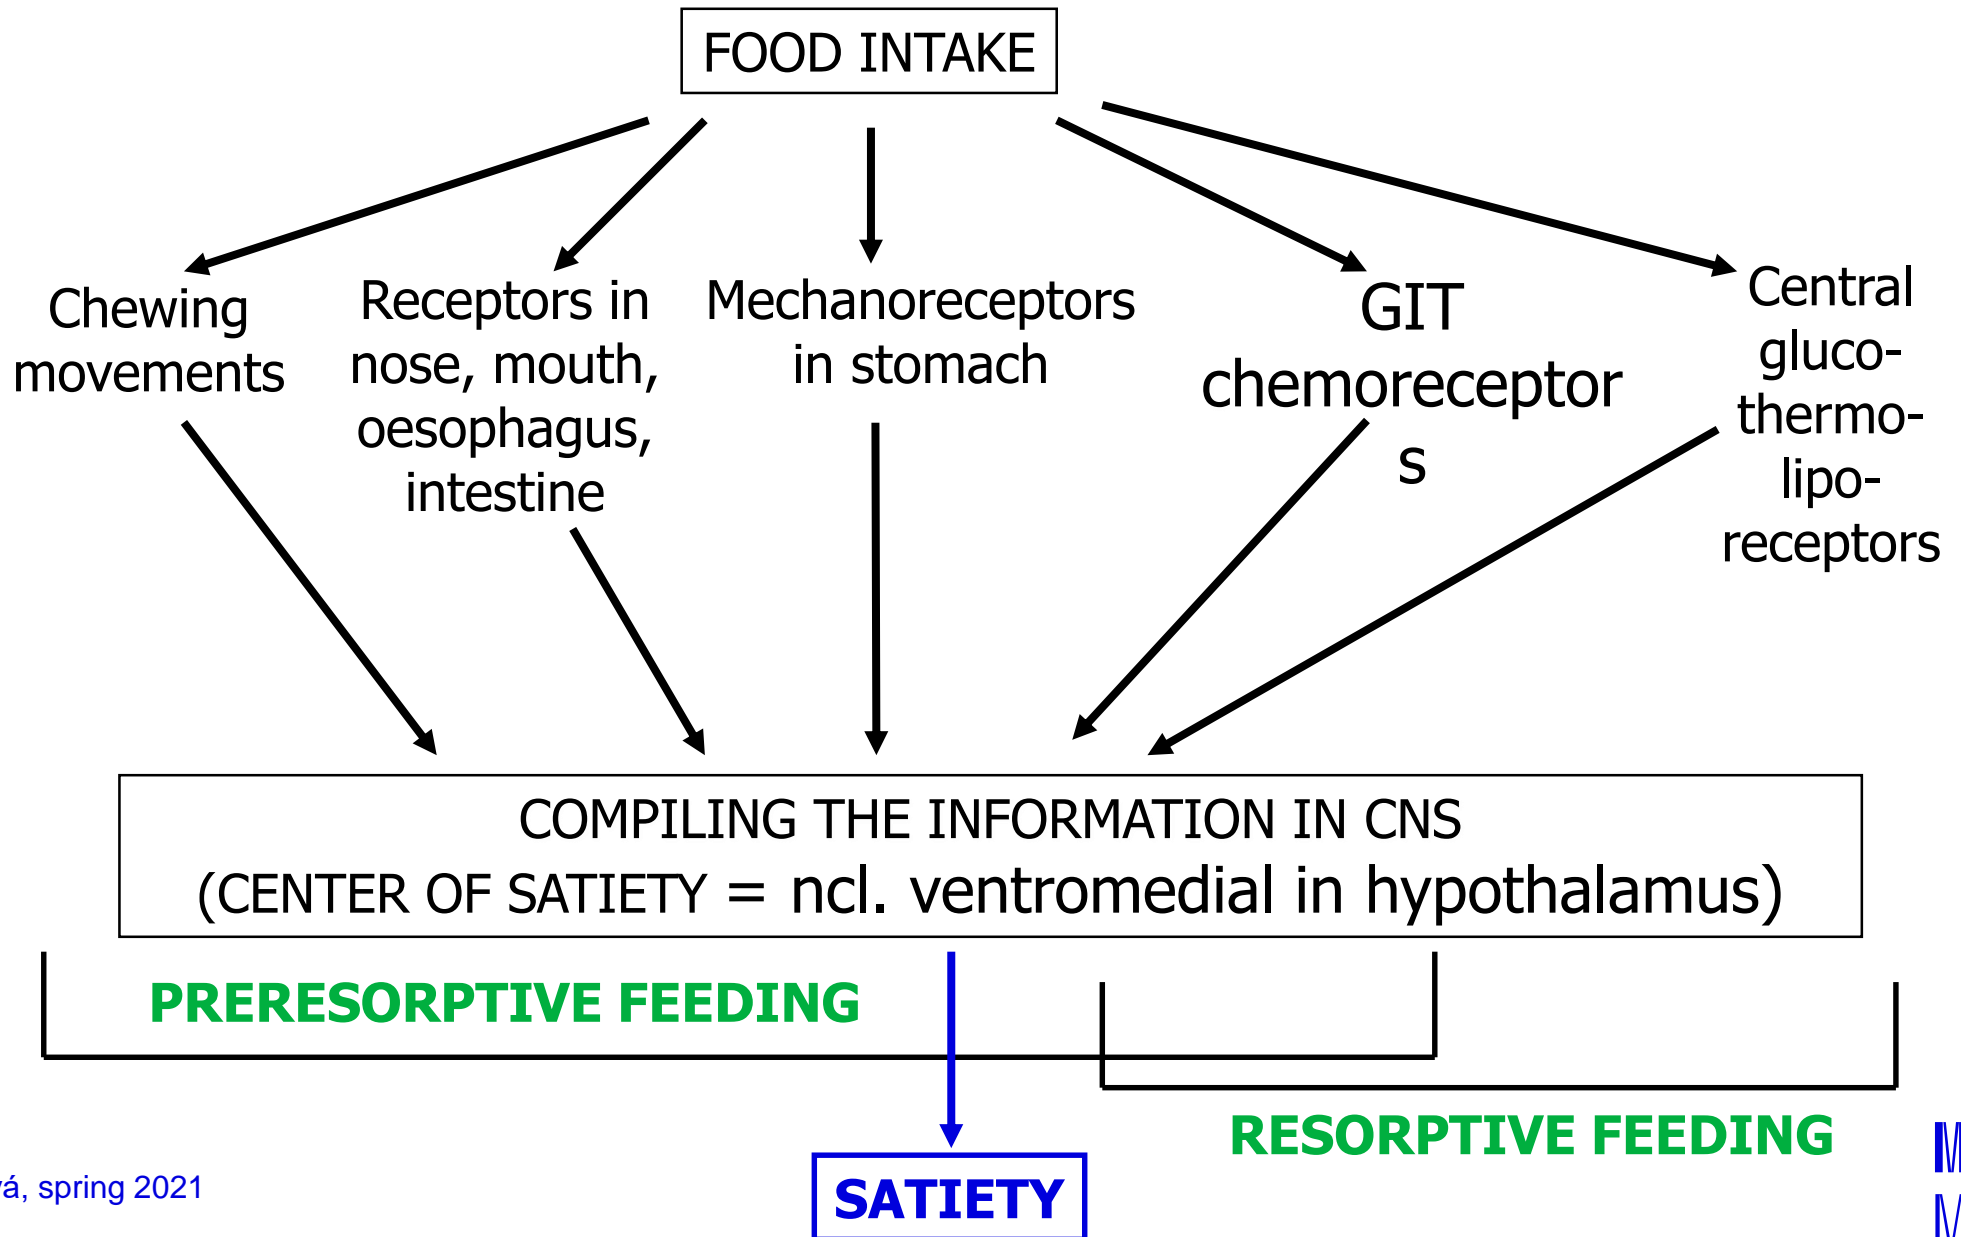 FOOD INTAKE
Chewing
movements
Receptors in
nose, mouth,
oesophagus,
intestine
Mechanoreceptors
in stomach
GIT
chemoreceptor
s
Central
gluco-
thermo-
lipo-
receptors
COMPILING THE INFORMATION IN CNS
(CENTER OF SATIETY = ncl. ventromedial in hypothalamus)
PRERESORPTIVE FEEDING
RESORPTIVE FEEDING
SATIETY
vá, spring 2021